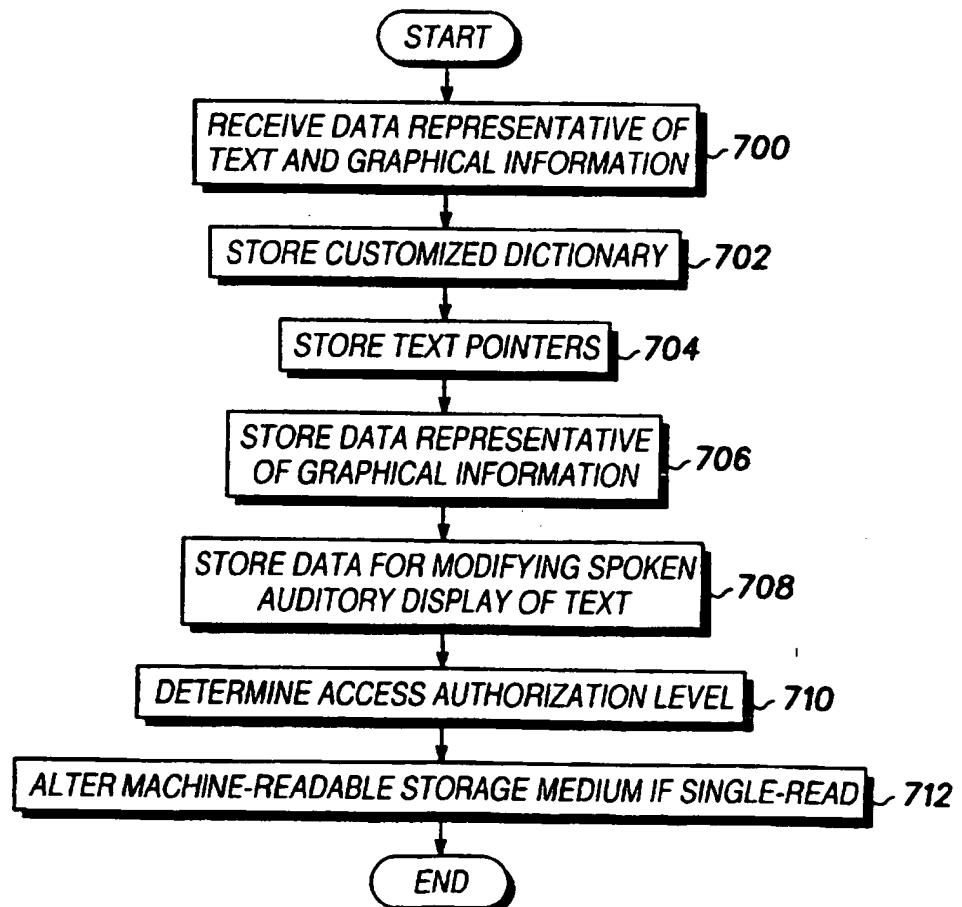 START
RECEIVE DATA REPRESENTATIVE OF
TEXT AND GRAPHICAL INFORMATION
700
STORE CUSTOMIZED DICTIONARY
702
STORE TEXT POINTERS
704
STORE DATA REPRESENTATIVE
OF GRAPHICAL INFORMATION
706
STORE DATA FOR MODIFYING SPOKEN
AUDITORY DISPLAY OF TEXT
708
DETERMINE ACCESS AUTHORIZATION LEVEL
710
ALTER MACHINE-READABLE STORAGE MEDIUM IF SINGLE-READ
712
END